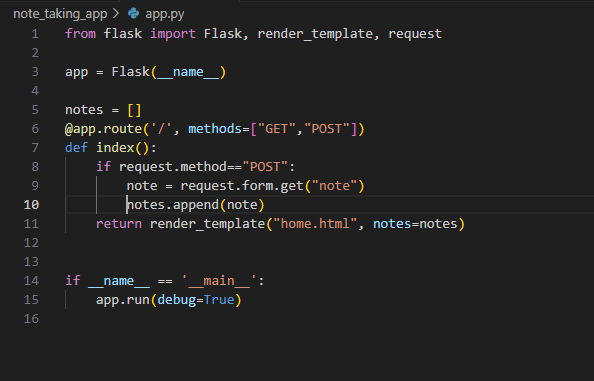 note_taking_app > app.py
1 from flask import Flask, render_template, request
2
3 app = Flask(__name__)
4
5 notes = []
6 @app.route('/', methods=["GET","POST"])
7 def index():
8     if request.method=="POST":
9         note = request.form.get("note")
10         notes.append(note)
11     return render_template("home.html", notes=notes)
12
13
14 if __name__ == '__main__':
15     app.run(debug=True)
16